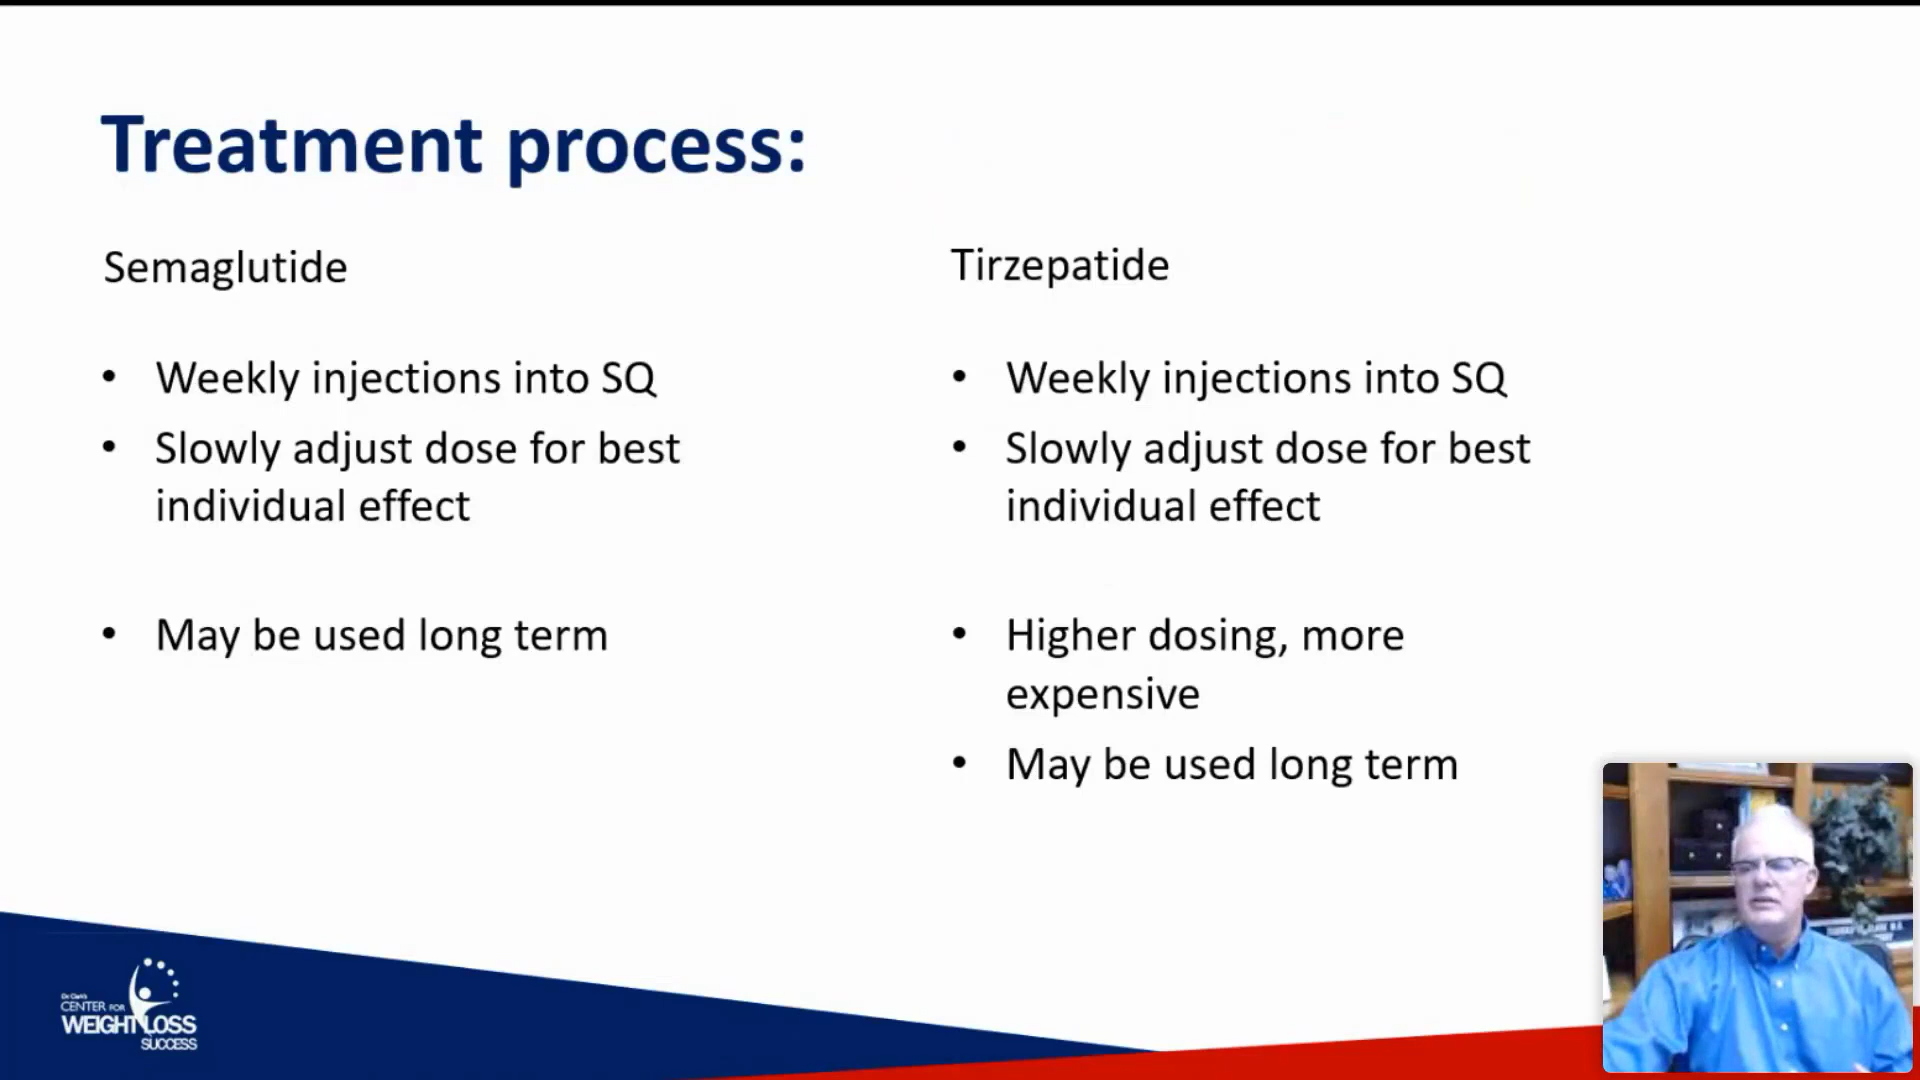 Treatment process:
Semaglutide
• Weekly injections into SQ
• Slowly adjust dose for best
individual effect
• May be used long term
Tirzepatide
• Weekly injections into SQ
• Slowly adjust dose for best
individual effect
• Higher dosing, more
expensive
• May be used long term
Dr. Clark's
CENTER FOR
WEIGHT LOSS
SUCCESS